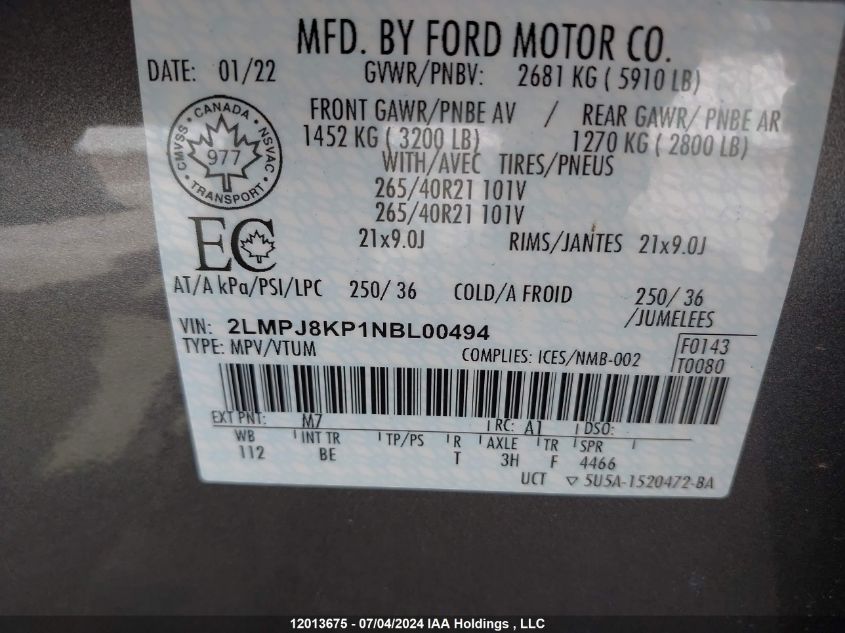 MFD. BY FORD MOTOR CO.
DATE: 01/22 GVWR/PNBV: 2681 KG ( 5910 LB)
FRONT GAWR/PNBE AV / REAR GAWR/ PNBE AR
1452 KG ( 3200 LB) 1270 KG ( 2800 LB)
WITH/AVEC TIRES/PNEUS
265/40R21 101V
265/40R21 101V
21x9.0J RIMS/JANTES 21x9.0J
CANADA
CMVSS NSVAC
977
TRANSPORT
EC
AT/A kPa/PSI/LPC 250/ 36 COLD/A FROID 250/ 36
/JUMELEES
VIN: 2LMPJ8KP1NBL00494
TYPE: MPV/VTUM COMPLIES: ICES/NMB-002
F0143
T0080
EXT PNT: M7 RC: A1 DSO:
WB INT TR TP/PS R AXLE TR SPR
112 BE T 3H F 4466
UCT ▽ 5U5A-1520472-BA
12013675 - 07/04/2024 IAA Holdings , LLC